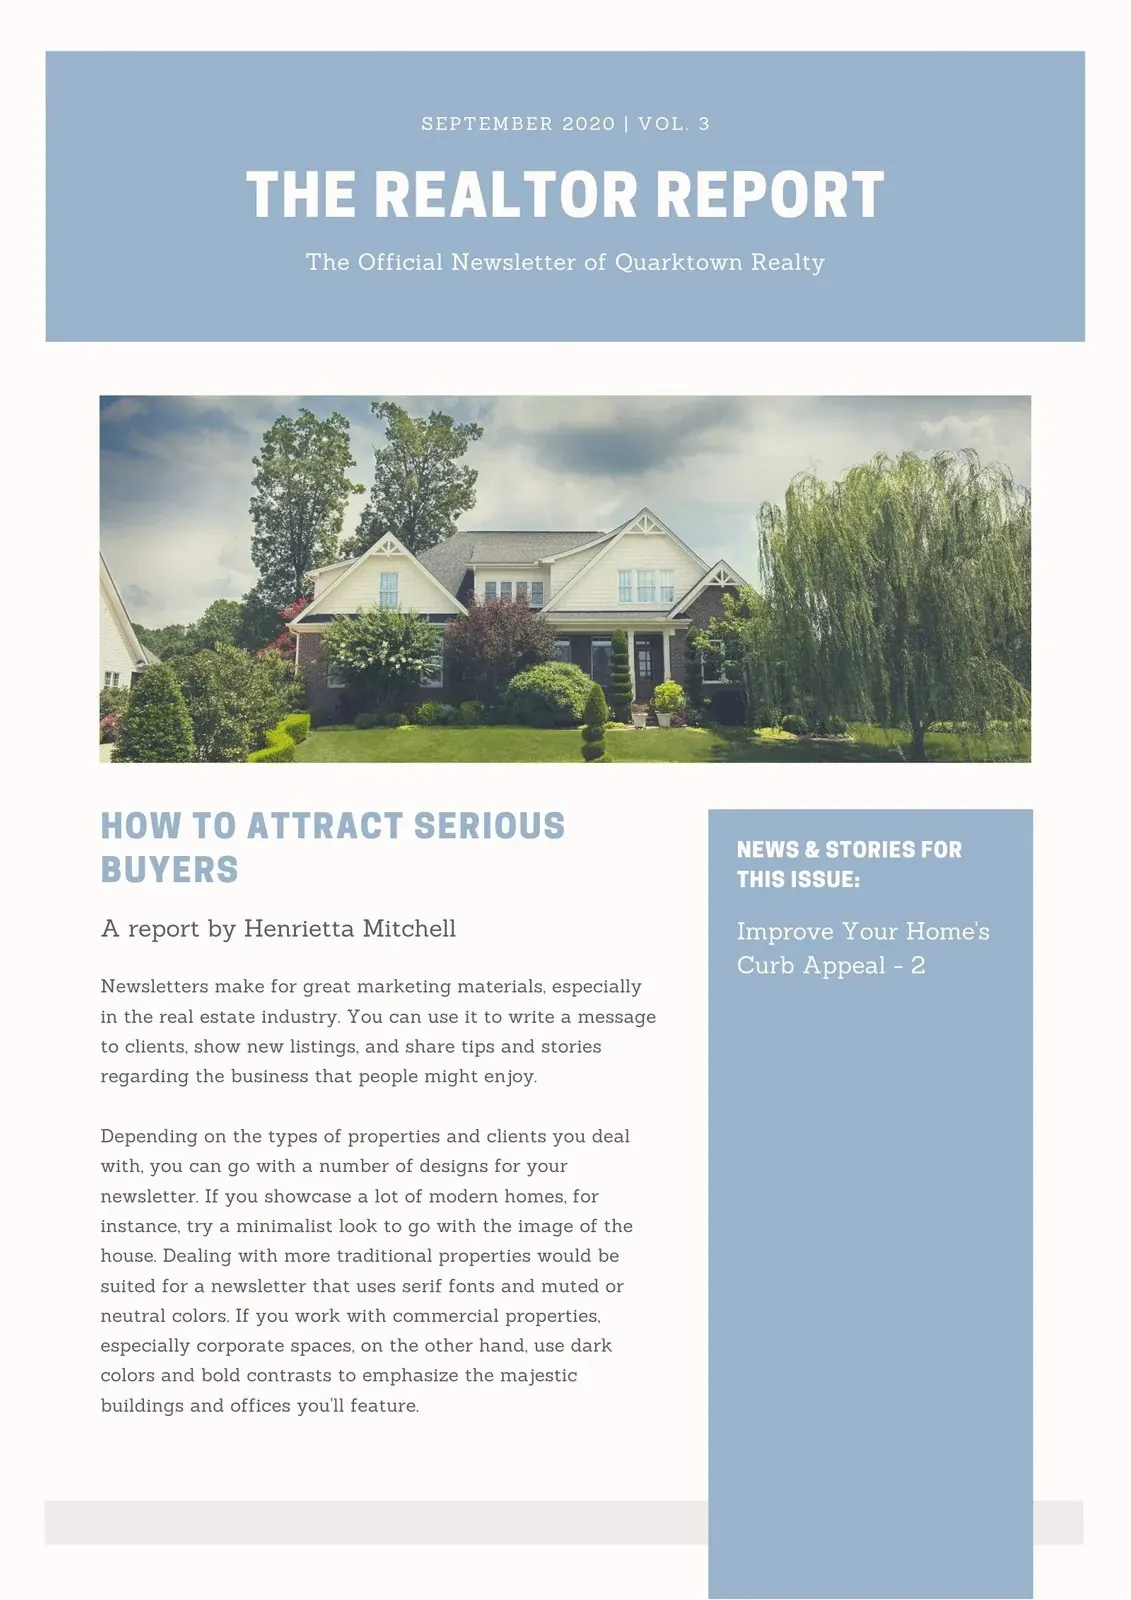 SEPTEMBER 2020 | VOL. 3
THE REALTOR REPORT
The Official Newsletter of Quarktown Realty
HOW TO ATTRACT SERIOUS
BUYERS
A report by Henrietta Mitchell
Newsletters make for great marketing materials, especially
in the real estate industry. You can use it to write a message
to clients, show new listings, and share tips and stories
regarding the business that people might enjoy.
Depending on the types of properties and clients you deal
with, you can go with a number of designs for your
newsletter. If you showcase a lot of modern homes, for
instance, try a minimalist look to go with the image of the
house. Dealing with more traditional properties would be
suited for a newsletter that uses serif fonts and muted or
neutral colors. If you work with commercial properties,
especially corporate spaces, on the other hand, use dark
colors and bold contrasts to emphasize the majestic
buildings and offices you'll feature.
NEWS & STORIES FOR
THIS ISSUE:
Improve Your Home's
Curb Appeal - 2